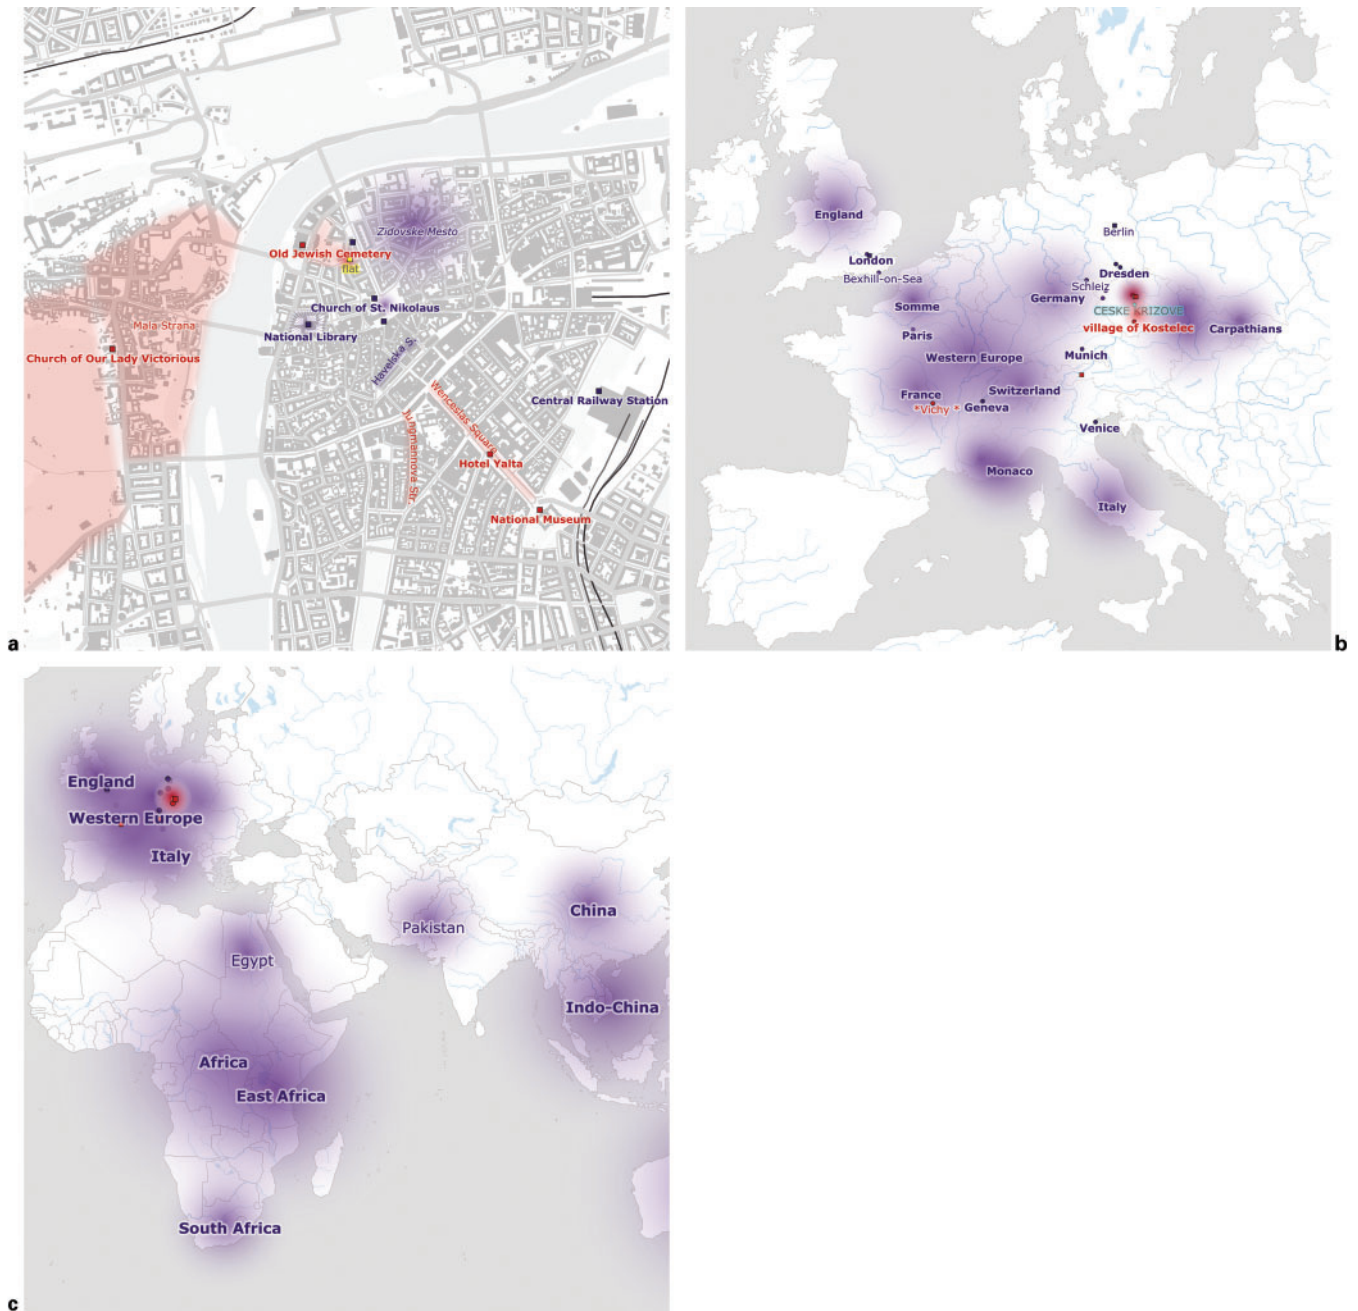 Zidovske Mesto
Old Jewish Cemetery
flat
Church of St. Nikolaus
Mala Strana
National Library
Church of Our Lady Victorious
Havelska S.
Wenceslas Square
Central Railway Station
Jungmannova Str.
Hotel Yalta
National Museum
a
England
Berlin
London
Dresden
Bexhill-on-Sea
Schleiz
Somme
Germany
CESKE KRIZOVE
village of Kostelec
Carpathians
Paris
Western Europe
Munich
France
Switzerland
*Vichy *
Geneva
Venice
Monaco
Italy
b
England
Western Europe
Italy
Pakistan
China
Egypt
Indo-China
Africa
East Africa
South Africa
c